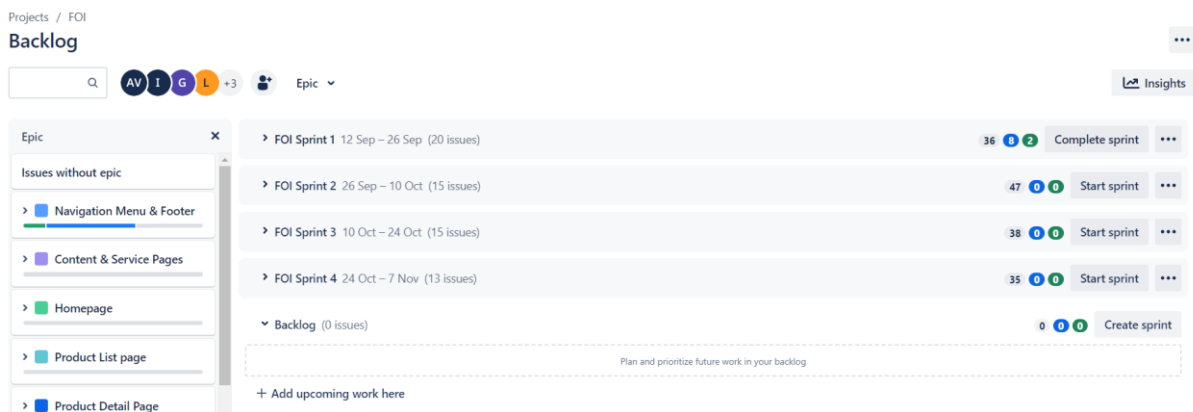 Projects / FOI
Backlog
AV I G L +3 Epic
Insights
Epic
Issues without epic
Navigation Menu & Footer
Content & Service Pages
Homepage
Product List page
Product Detail Page
FOI Sprint 1 12 Sep – 26 Sep (20 issues) 36 8 2 Complete sprint
FOI Sprint 2 26 Sep – 10 Oct (15 issues) 47 0 0 Start sprint
FOI Sprint 3 10 Oct – 24 Oct (15 issues) 38 0 0 Start sprint
FOI Sprint 4 24 Oct – 7 Nov (13 issues) 35 0 0 Start sprint
Backlog (0 issues) 0 0 0 Create sprint
Plan and prioritize future work in your backlog
+ Add upcoming work here